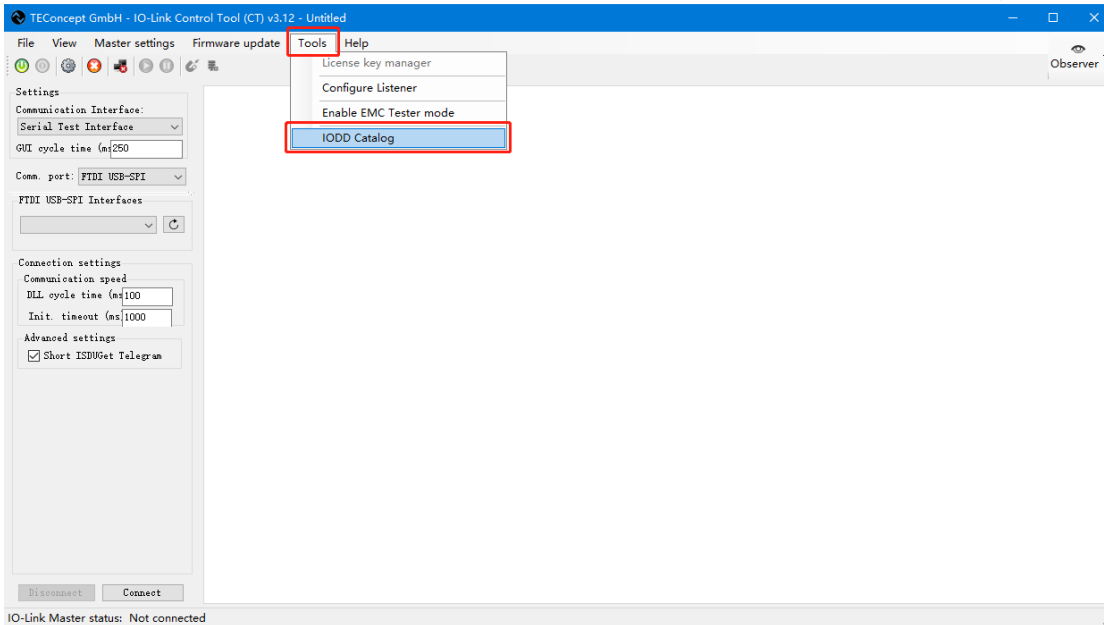 TEConcept GmbH - IO-Link Control Tool (CT) v3.12 - Untitled
File View Master settings Firmware update Tools Help
Observer
License key manager
Configure Listener
Enable EMC Tester mode
IODD Catalog
Settings
Communication Interface:
Serial Test Interface
GUI cycle time (ms 250
Comm. port: FTDI USB-SPI
FTDI USB-SPI Interfaces
Connection settings
Communication speed
DLL cycle time (ms 100
Init. timeout (ms) 1000
Advanced settings
Short ISDUGet Telegram
Disconnect Connect
IO-Link Master status: Not connected